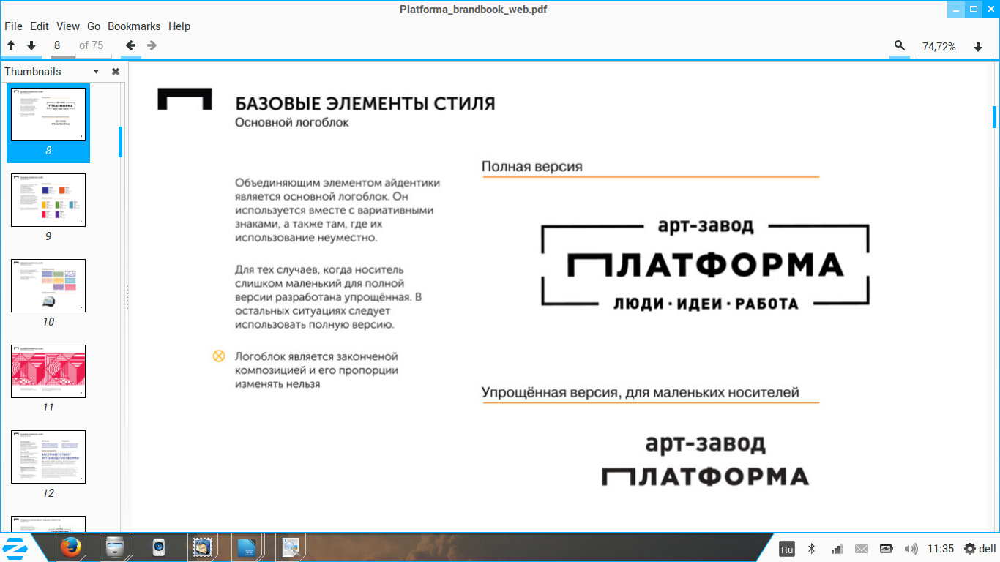 Platforma_brandbook_web.pdf
File Edit View Go Bookmarks Help
8 of 75
74,72%
Thumbnails
8
9
10
11
12
БАЗОВЫЕ ЭЛЕМЕНТЫ СТИЛЯ
Основной логоблок
Объединяющим элементом айдентики
является основной логоблок. Он
используется вместе с вариативными
знаками, а также там, где их
использование неуместно.
Для тех случаев, когда носитель
слишком маленький для полной
версии разработана упрощённая. В
остальных ситуациях следует
использовать полную версию.
Логоблок является законченой
композицией и его пропорции
изменять нельзя
Полная версия
арт-завод
ПЛАТФОРМА
ЛЮДИ · ИДЕИ · РАБОТА
Упрощённая версия, для маленьких носителей
арт-завод
ПЛАТФОРМА
Ru
11:35
dell